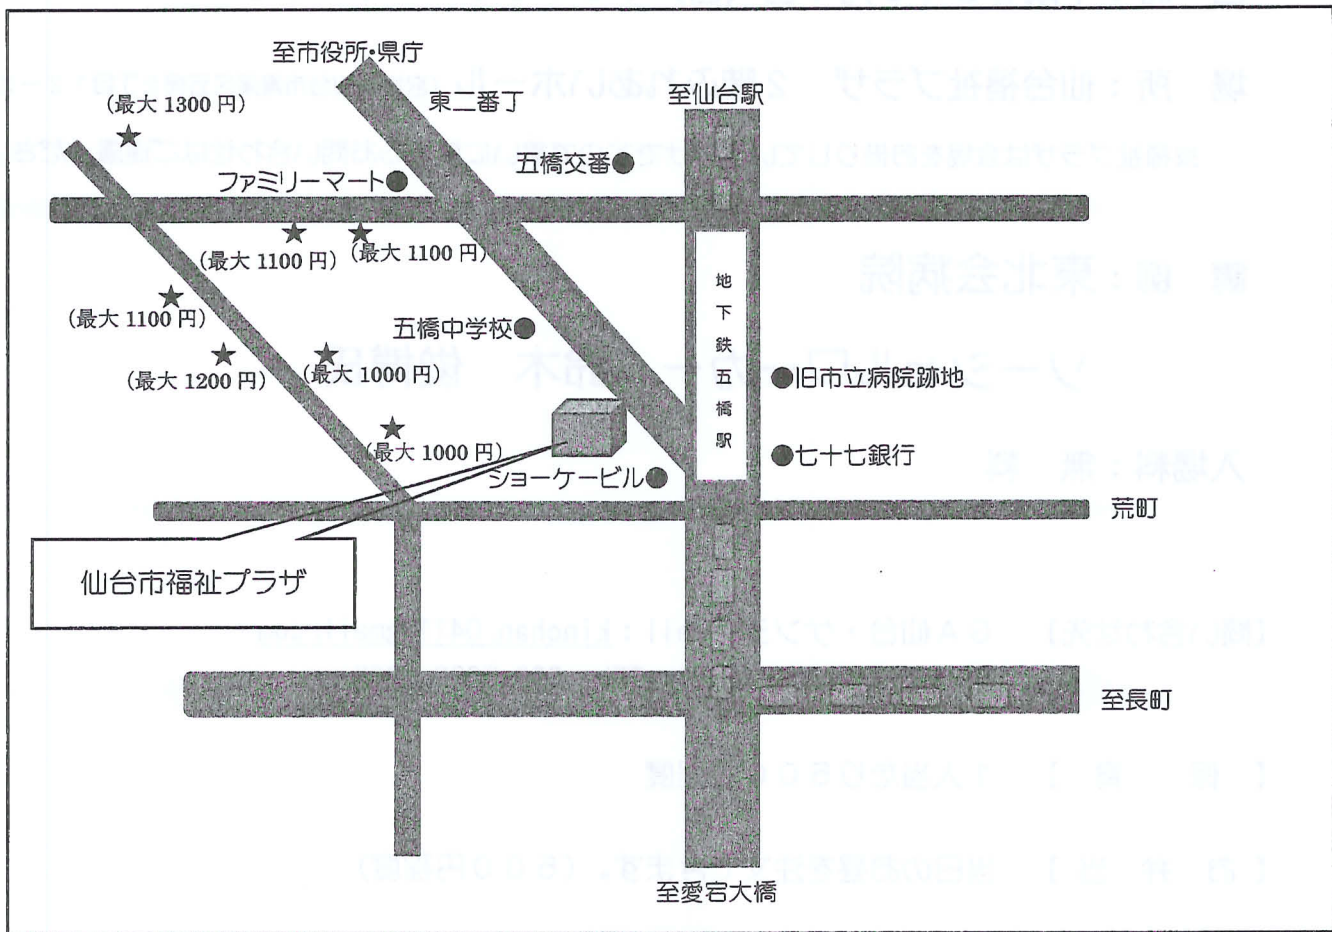 至市役所・県庁
東二番丁
至仙台駅
(最大 1300 円)
五橋交番
ファミリーマート
(最大 1100 円)
(最大 1100 円)
地下鉄五橋駅
(最大 1100 円)
五橋中学校
(最大 1200 円)
(最大 1000 円)
旧市立病院跡地
(最大 1000 円)
七十七銀行
ショーケービル
荒町
仙台市福祉プラザ
至長町
至愛宕大橋